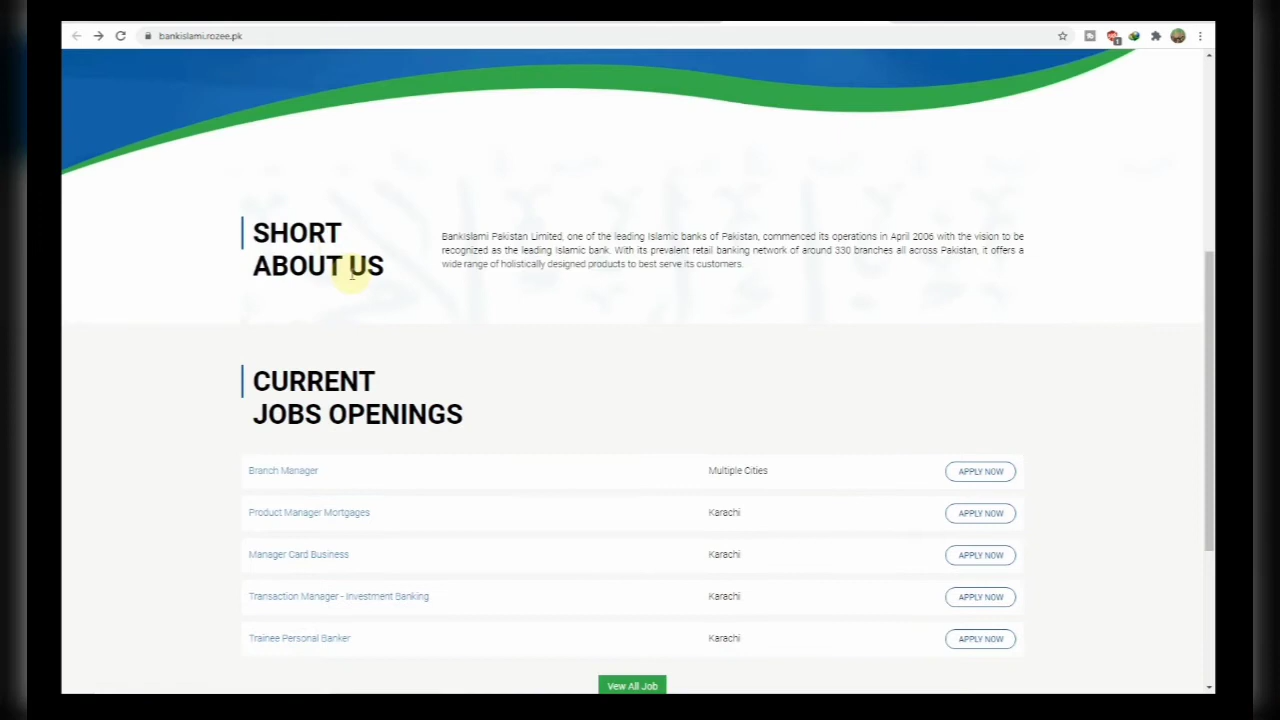 bankislami.rozee.pk
SHORT
ABOUT US
BankIslami Pakistan Limited, one of the leading Islamic banks of Pakistan, commenced its operations in April 2006 with the vision to be
recognized as the leading Islamic bank. With its prevalent retail banking network of around 330 branches all across Pakistan, it offers a
wide range of holistically designed products to best serve its customers.
CURRENT
JOBS OPENINGS
Branch Manager Multiple Cities APPLY NOW
Product Manager Mortgages Karachi APPLY NOW
Manager Card Business Karachi APPLY NOW
Transaction Manager - Investment Banking Karachi APPLY NOW
Trainee Personal Banker Karachi APPLY NOW
Vew All Job